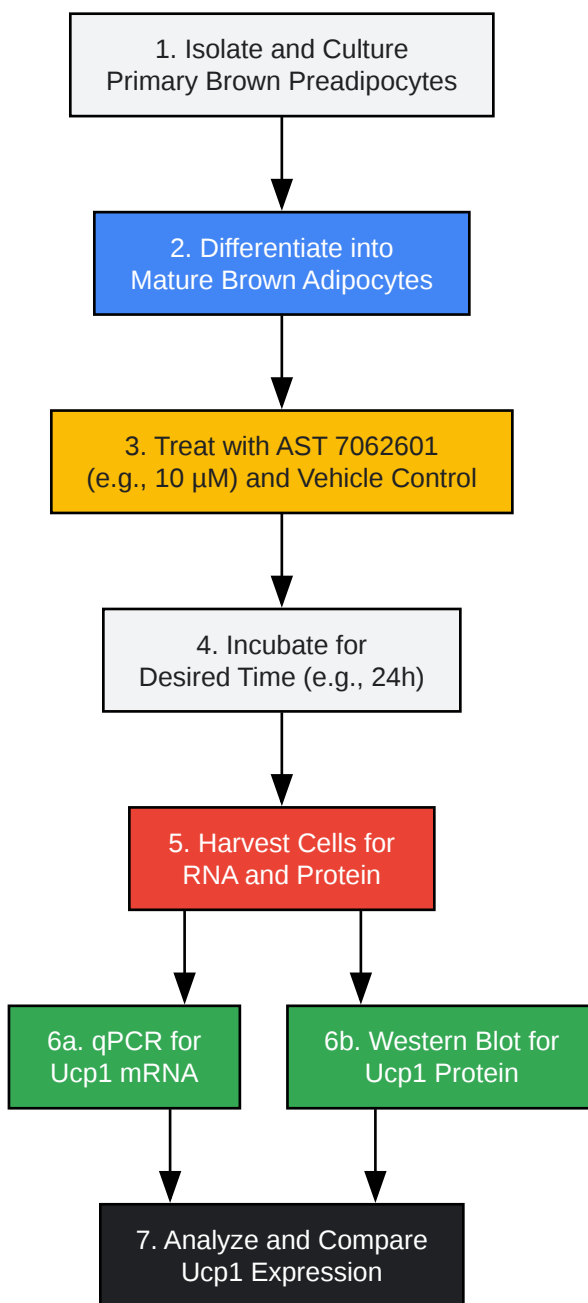 1. Isolate and Culture
Primary Brown Preadipocytes
2. Differentiate into
Mature Brown Adipocytes
3. Treat with AST 7062601
(e.g., 10 µM) and Vehicle Control
4. Incubate for
Desired Time (e.g., 24h)
5. Harvest Cells for
RNA and Protein
6a. qPCR for
Ucp1 mRNA
6b. Western Blot for
Ucp1 Protein
7. Analyze and Compare
Ucp1 Expression